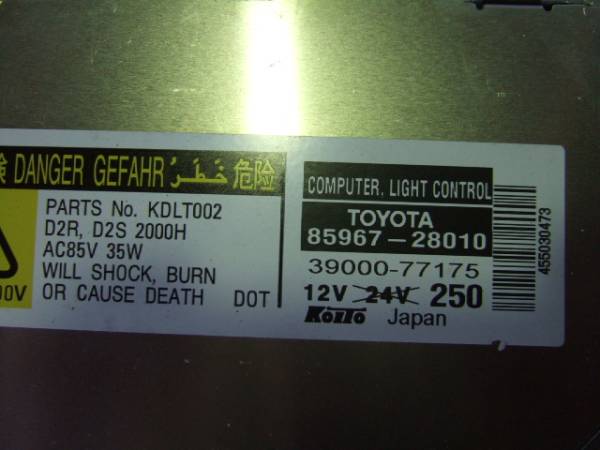 DANGER GEFAHR خَطَر 危险
PARTS No. KDLT002
D2R, D2S 2000H
AC85V 35W
WILL SHOCK, BURN
OR CAUSE DEATH DOT
00V
COMPUTER. LIGHT CONTROL
TOYOTA
85967-28010
39000-77175
12V 24V 250
KOITO Japan
455030473